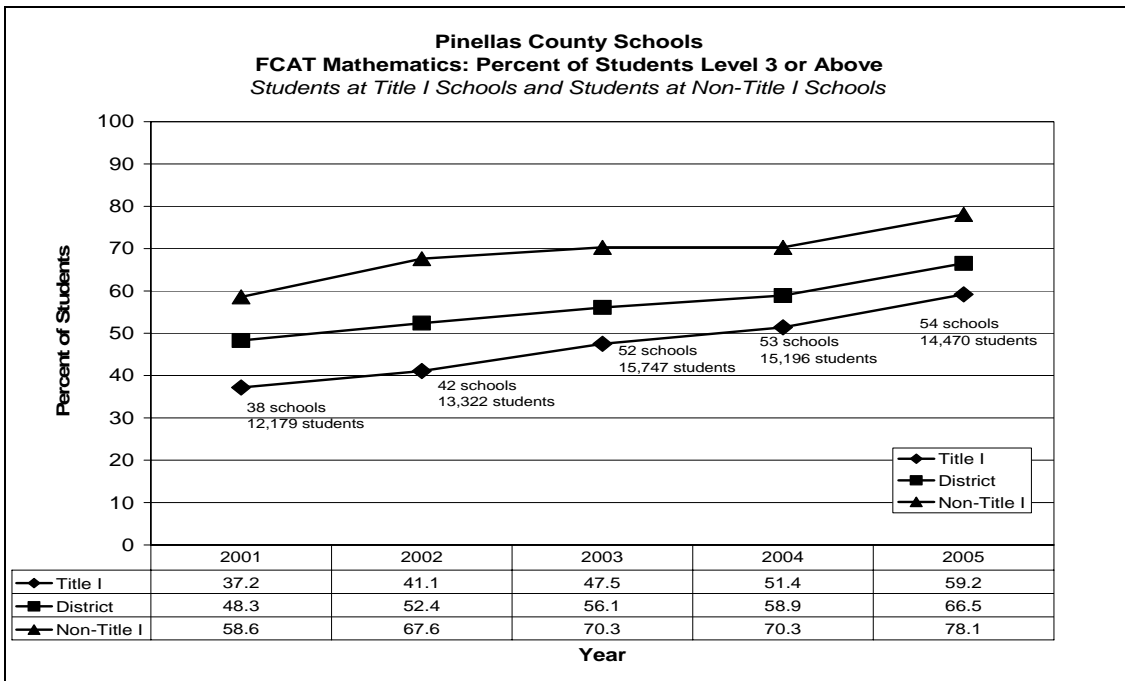 Pinellas County Schools
FCAT Mathematics: Percent of Students Level 3 or Above
Students at Title I Schools and Students at Non-Title I Schools
Percent of Students
100
90
80
70
60
50
40
30
20
10
0
38 schools
12,179 students
42 schools
13,322 students
52 schools
15,747 students
53 schools
15,196 students
54 schools
14,470 students
Title I
District
Non-Title I
2001 2002 2003 2004 2005
Title I 37.2 41.1 47.5 51.4 59.2
District 48.3 52.4 56.1 58.9 66.5
Non-Title I 58.6 67.6 70.3 70.3 78.1
Year